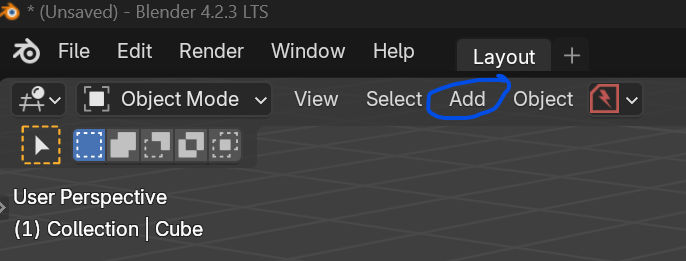 * (Unsaved) - Blender 4.2.3 LTS
File Edit Render Window Help Layout +
Object Mode View Select Add Object
User Perspective
(1) Collection | Cube